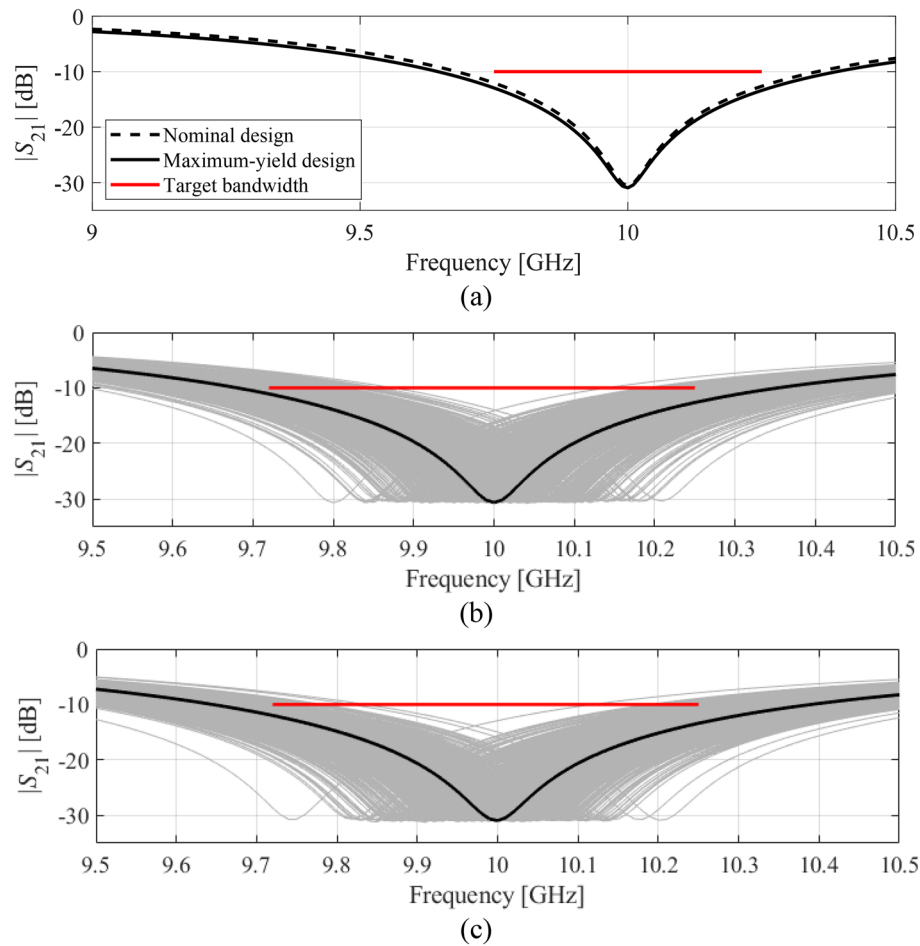 0
-10
-20
-30
|S21| [dB]
Nominal design
Maximum-yield design
Target bandwidth
9 9.5 10 10.5
Frequency [GHz]
(a)
0
-10
-20
-30
|S21| [dB]
9.5 9.6 9.7 9.8 9.9 10 10.1 10.2 10.3 10.4 10.5
Frequency [GHz]
(b)
0
-10
-20
-30
|S21| [dB]
9.5 9.6 9.7 9.8 9.9 10 10.1 10.2 10.3 10.4 10.5
Frequency [GHz]
(c)